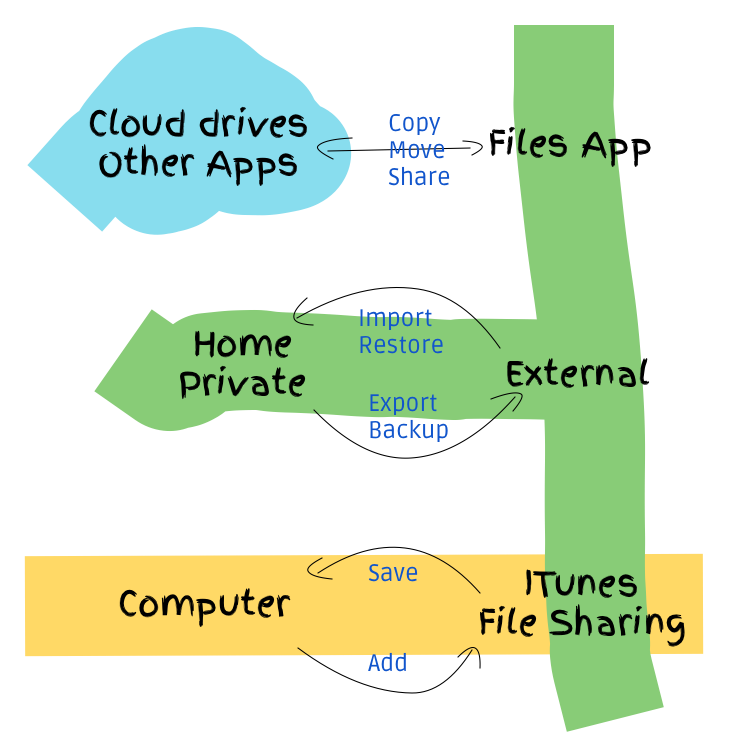 Cloud drives
Other Apps
Copy
Move
Share
Files App
Home
Private
Import
Restore
Export
Backup
External
Computer
Save
Add
ITunes
File Sharing